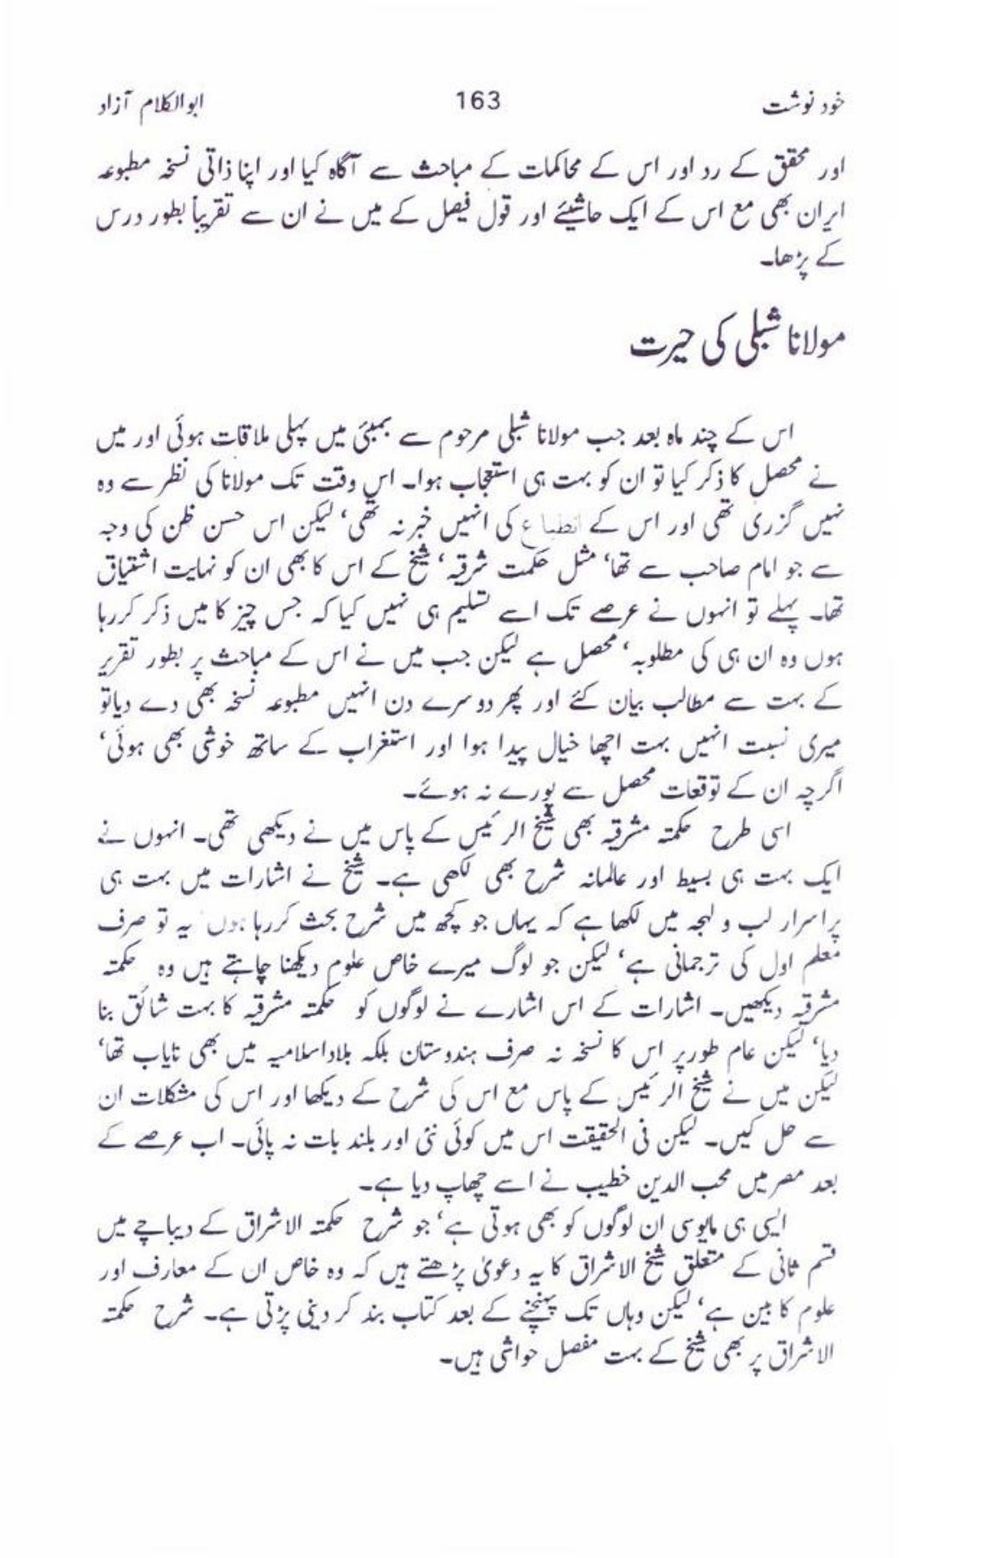 خود نوشت 163 ابوالکلام آزاد
اور محقق کے رد اور اس کے محاکمات کے مباحث سے آگاہ کیا اور اپنا ذاتی نسخہ مطبوعہ
ایران بھی مع اس کے ایک حاشیئے اور قول فیصل کے میں نے ان سے تقریباً بطور درس
کے پڑھا۔
مولانا شبلی کی حیرت
اس کے چند ماہ بعد جب مولانا شبلی مرحوم سے بمبئی میں پہلی ملاقات ہوئی اور میں
نے محصل کا ذکر کیا تو ان کو بہت ہی استعجاب ہوا۔ اس وقت تک مولانا کی نظر سے وہ
نہیں گزری تھی اور اس کے انطباع کی انہیں خبر نہ تھی‘ لیکن اس حسن ظن کی وجہ
سے جو امام صاحب سے تھا‘ مثل حکمت شرقیہ‘ شیخ کے اس کا بھی ان کو نہایت اشتیاق
تھا۔ پہلے تو انہوں نے عرصے تک اسے تسلیم ہی نہیں کیا کہ جس چیز کا میں ذکر کررہا
ہوں وہ ان ہی کی مطلوبہ‘ محصل ہے لیکن جب میں نے اس کے مباحث پر بطور تقریر
کے بہت سے مطالب بیان کئے اور پھر دوسرے دن انہیں مطبوعہ نسخہ بھی دے دیا تو
میری نسبت انہیں بہت اچھا خیال پیدا ہوا اور استغراب کے ساتھ خوشی بھی ہوئی‘
اگرچہ ان کے توقعات محصل سے پورے نہ ہوئے۔
اسی طرح حکمتہ مشرقیہ بھی شیخ الرئیس کے پاس میں نے دیکھی تھی۔ انہوں نے
ایک بہت ہی بسیط اور عالمانہ شرح بھی لکھی ہے۔ شیخ نے اشارات میں بہت ہی
پراسرار لب و لہجہ میں لکھا ہے کہ یہاں جو کچھ میں شرح بحث کررہا ہوں‘ یہ تو صرف
معلم اول کی ترجمانی ہے‘ لیکن جو لوگ میرے خاص علوم دیکھنا چاہتے ہیں وہ حکمتہ
مشرقیہ دیکھیں۔ اشارات کے اس اشارے نے لوگوں کو حکمتہ مشرقیہ کا بہت شائق بنا
دیا‘ لیکن عام طورپر اس کا نسخہ نہ صرف ہندوستان بلکہ بلاداسلامیہ میں بھی نایاب تھا‘
لیکن میں نے شیخ الرئیس کے پاس مع اس کی شرح کے دیکھا اور اس کی مشکلات ان
سے حل کیں۔ لیکن فی الحقیقت اس میں کوئی نئی اور بلند بات نہ پائی۔ اب عرصے کے
بعد مصر میں محب الدین خطیب نے اسے چھاپ دیا ہے۔
ایسی ہی مایوسی ان لوگوں کو بھی ہوتی ہے‘ جو شرح حکمتہ الاشراق کے دیباچے میں
قسم ثانی کے متعلق شیخ الاشراق کا یہ دعویٰ پڑھتے ہیں کہ وہ خاص ان کے معارف اور
علوم کا بین ہے‘ لیکن وہاں تک پہنچنے کے بعد کتاب بند کر دینی پڑتی ہے۔ شرح حکمتہ
الاشراق پر بھی شیخ کے بہت مفصل حواشی ہیں۔